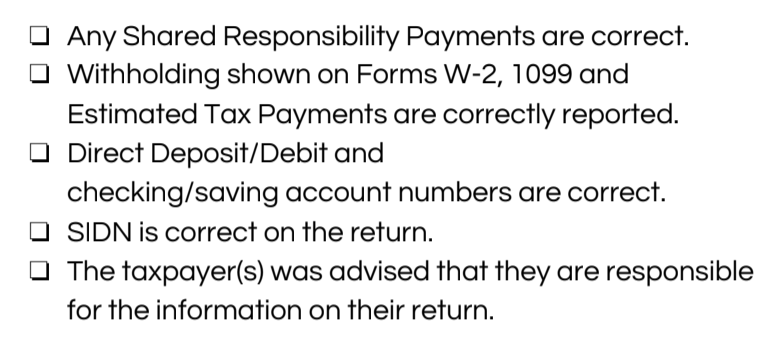 ❏ Any Shared Responsibility Payments are correct.
❏ Withholding shown on Forms W-2, 1099 and
Estimated Tax Payments are correctly reported.
❏ Direct Deposit/Debit and
checking/saving account numbers are correct.
❏ SIDN is correct on the return.
❏ The taxpayer(s) was advised that they are responsible
for the information on their return.